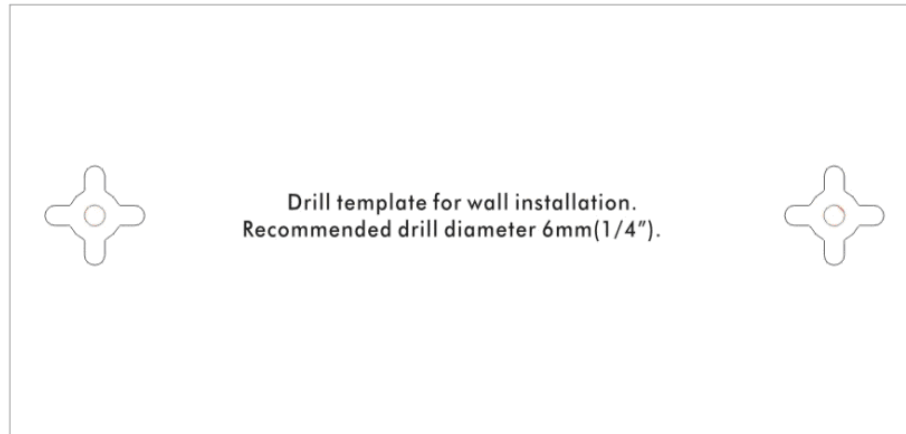 Drill template for wall installation.
Recommended drill diameter 6mm(1/4″).